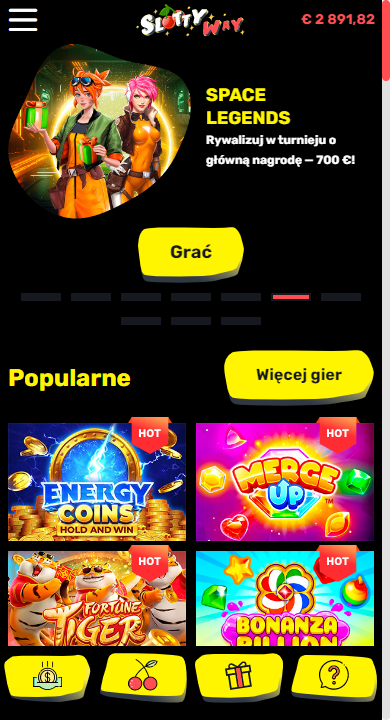 SLOTTY WAY
€ 2 891,82
SPACE
LEGENDS
Rywalizuj w turnieju o
główną nagrodę — 700 €!
Grać
Popularne
Więcej gier
HOT
HOT
ENERGY
COINS
HOLD AND WIN
MERGE
UP™
HOT
HOT
FORTUNE
TIGER
BONANZA
BILLION
$
?